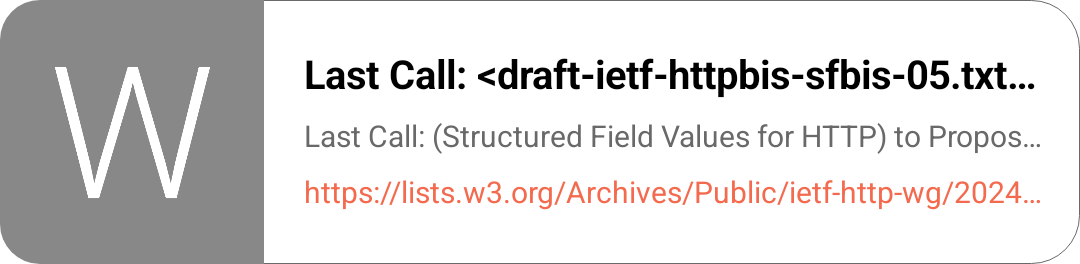 W
Last Call: <draft-ietf-httpbis-sfbis-05.txt…
Last Call: (Structured Field Values for HTTP) to Propos…
https://lists.w3.org/Archives/Public/ietf-http-wg/2024…